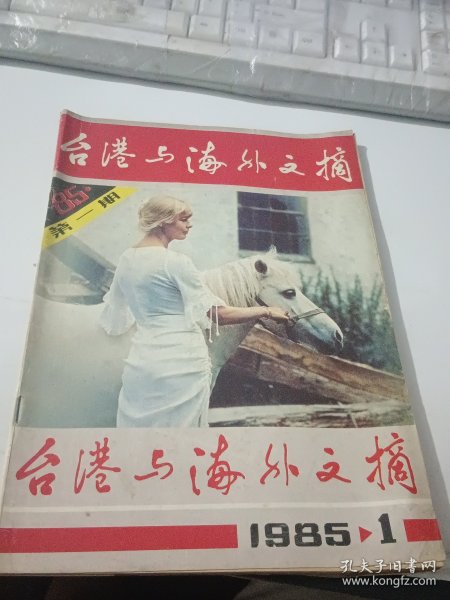 台港与海外文摘
85.
第一期
台港与海外文摘
1985▶1
孔夫子旧书网
www.kongfz.com